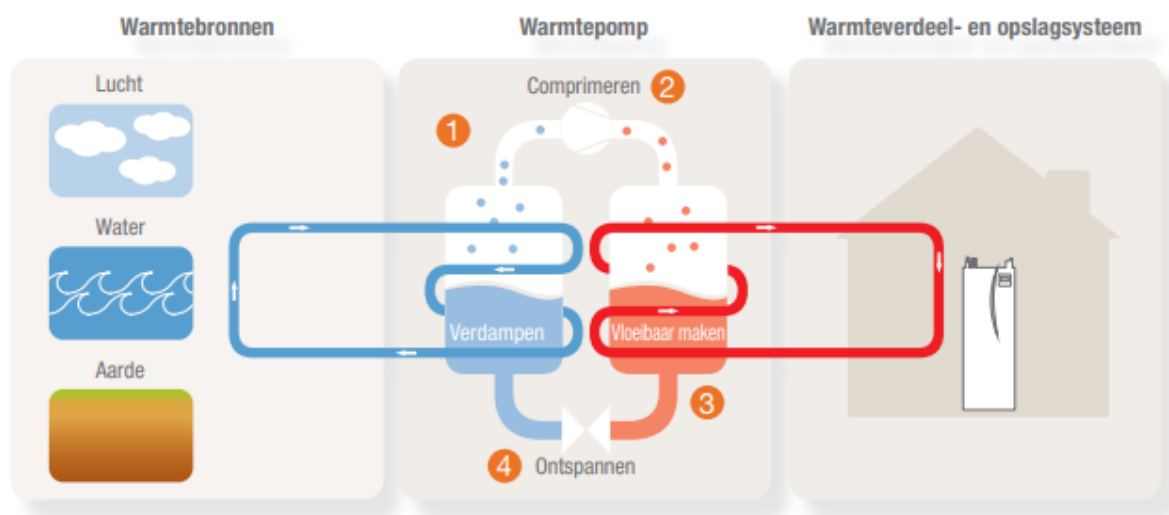 Warmtebronnen
Warmtepomp
Warmteverdeel- en opslagsysteem
Lucht
Water
Aarde
Comprimeren 2
1
Verdampen
Vloeibaar maken
3
4 Ontspannen